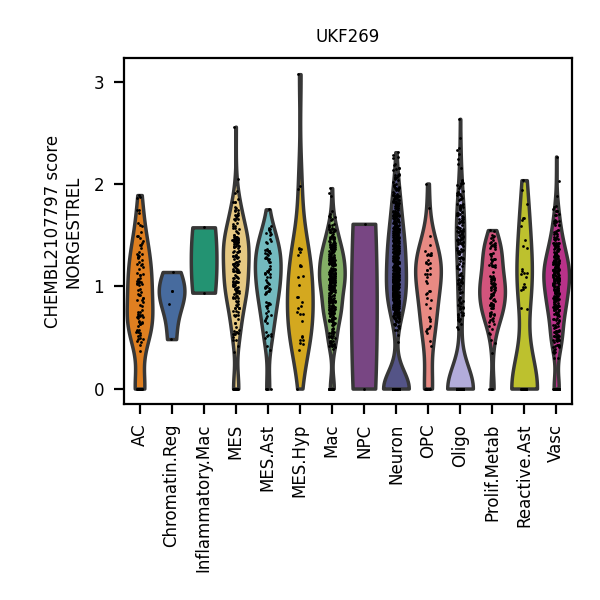 UKF269
CHEMBL2107797 score
NORGESTREL
3
2
1
0
AC
Chromatin.Reg
Inflammatory.Mac
MES
MES.Ast
MES.Hyp
Mac
NPC
Neuron
OPC
Oligo
Prolif.Metab
Reactive.Ast
Vasc